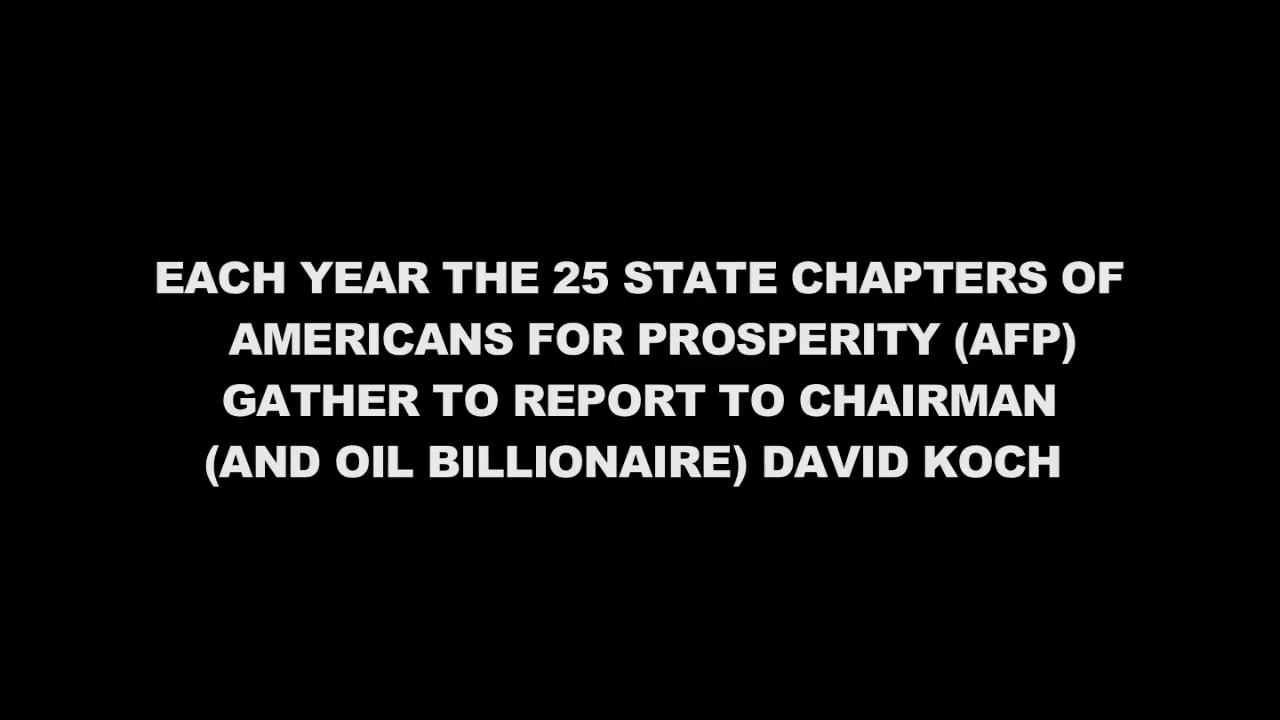 EACH YEAR THE 25 STATE CHAPTERS OF
AMERICANS FOR PROSPERITY (AFP)
GATHER TO REPORT TO CHAIRMAN
(AND OIL BILLIONAIRE) DAVID KOCH